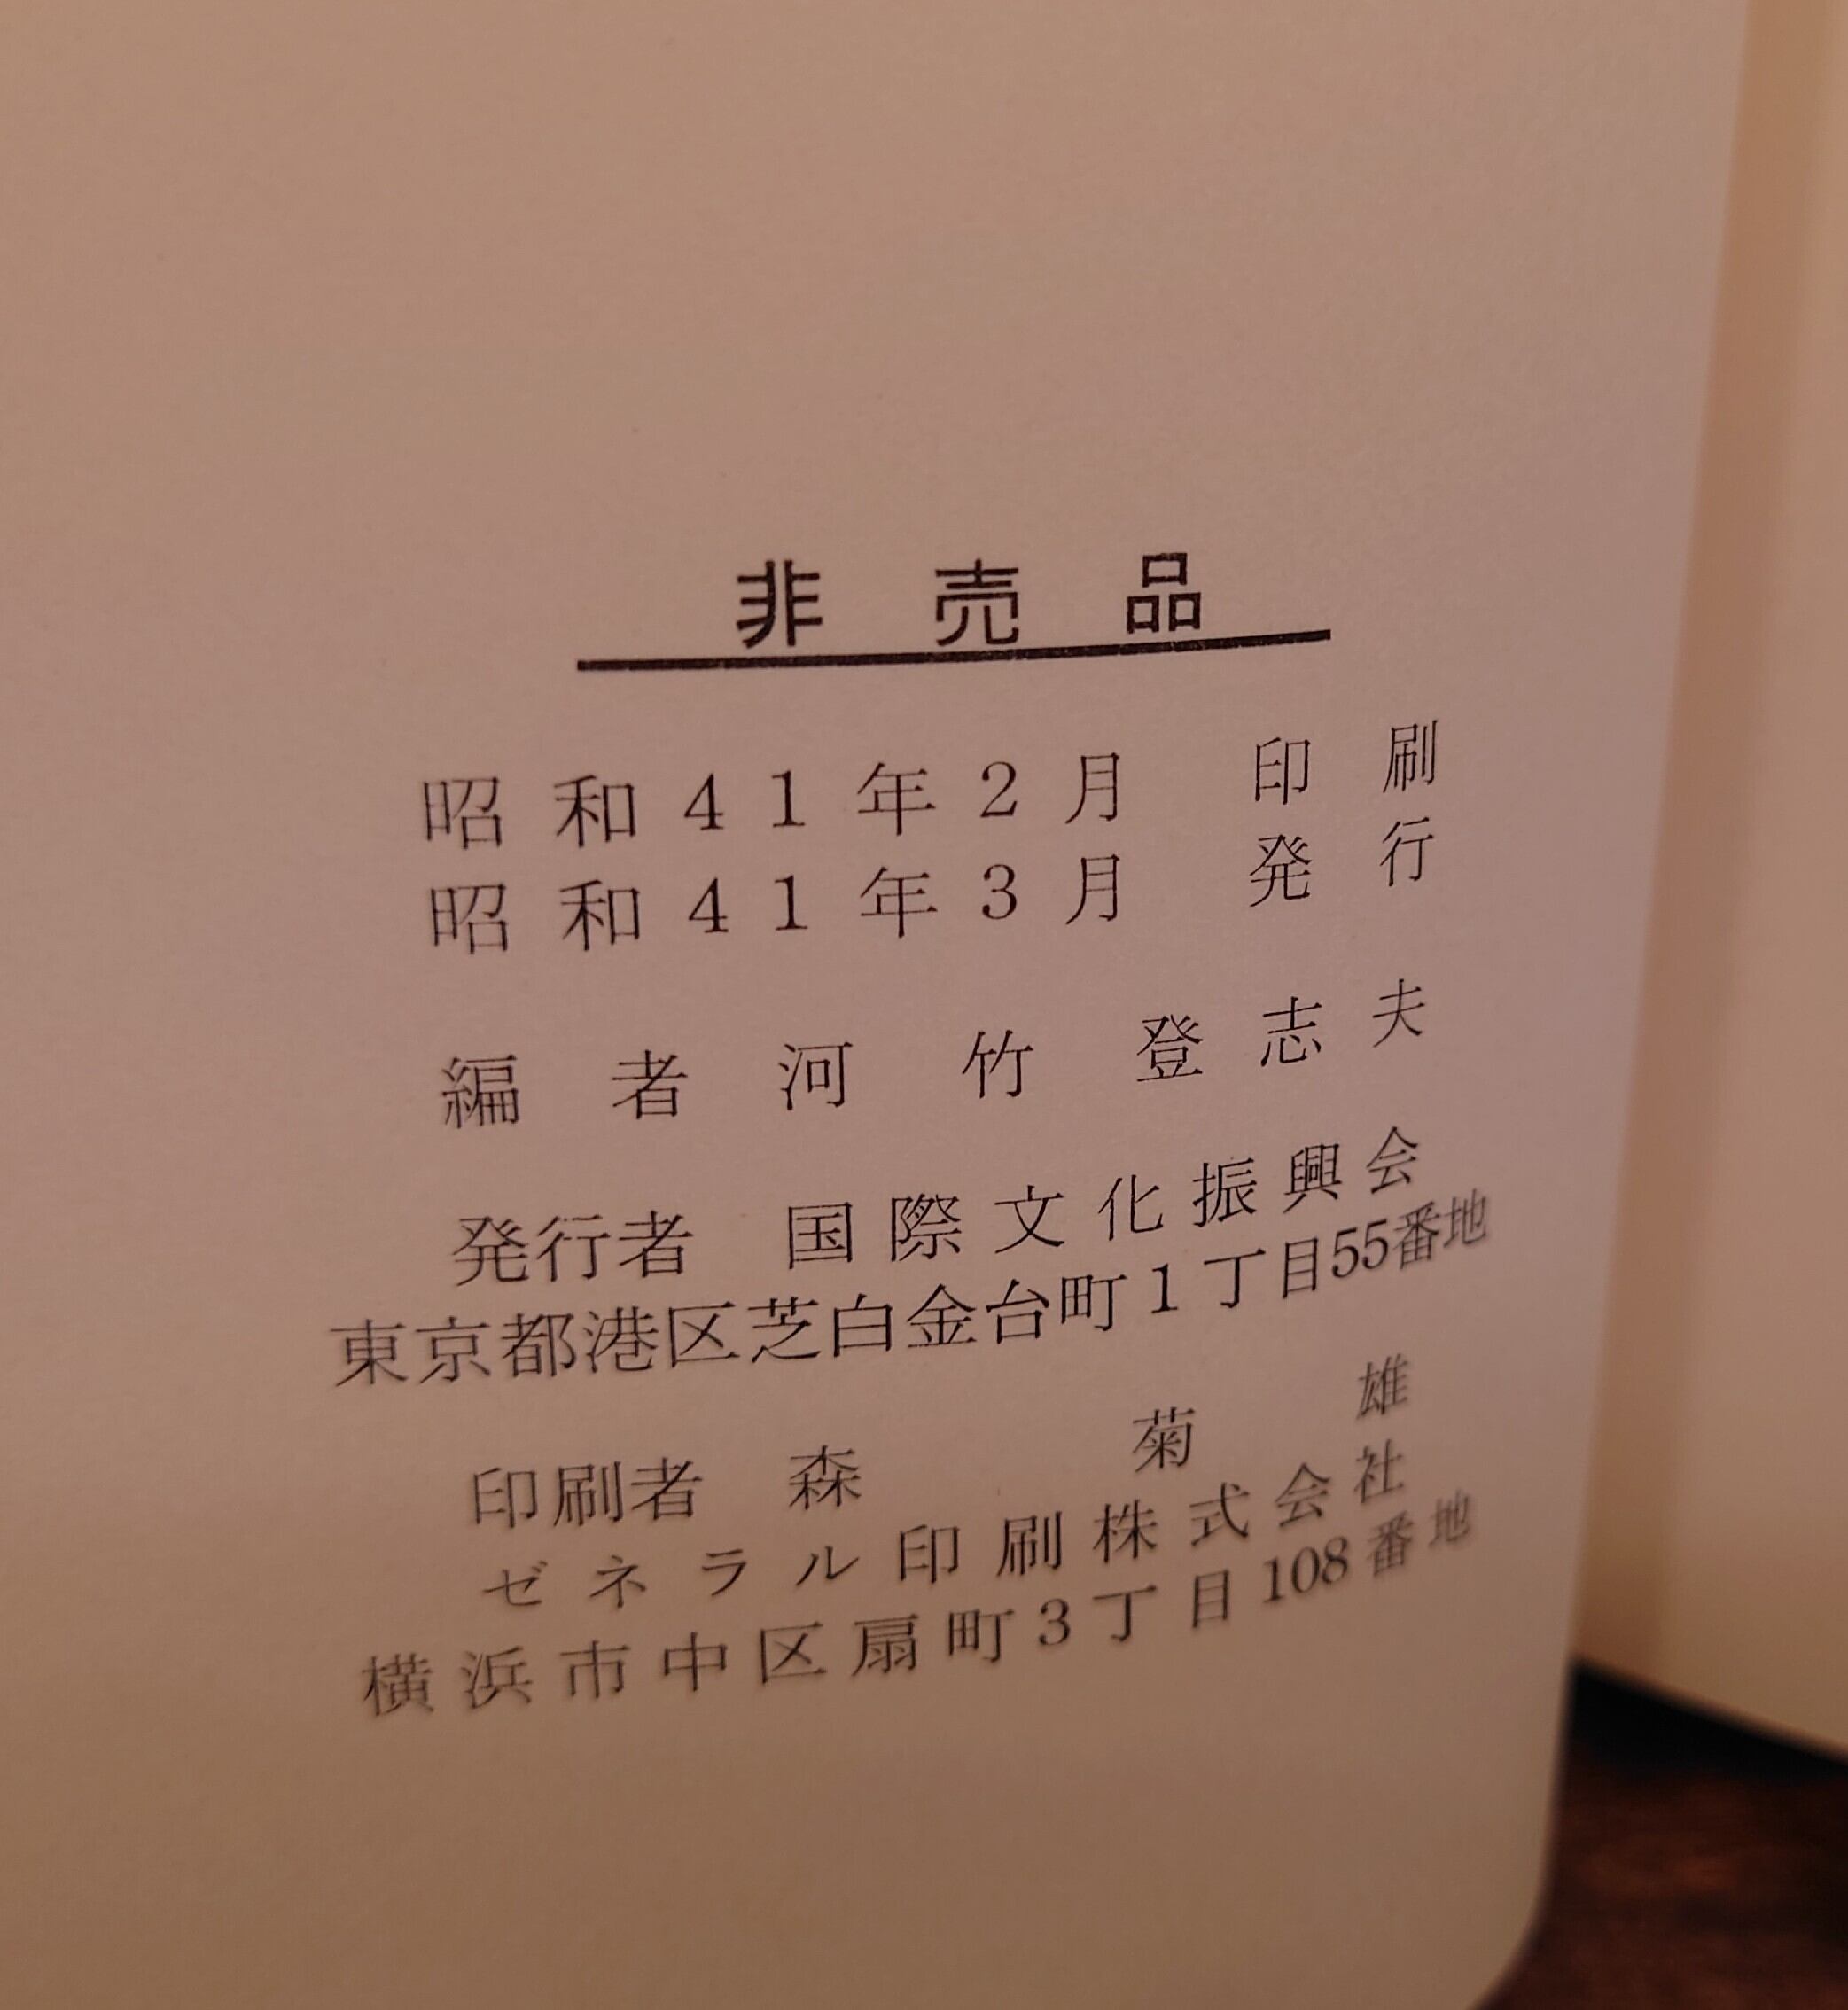 非売品
昭和41年2月 印刷
昭和41年3月 発行
編者 河竹登志夫
発行者 国際文化振興会
東京都港区芝白金台町1丁目55番地
印刷者 森 菊雄
ゼネラル印刷株式会社
横浜市中区扇町3丁目108番地